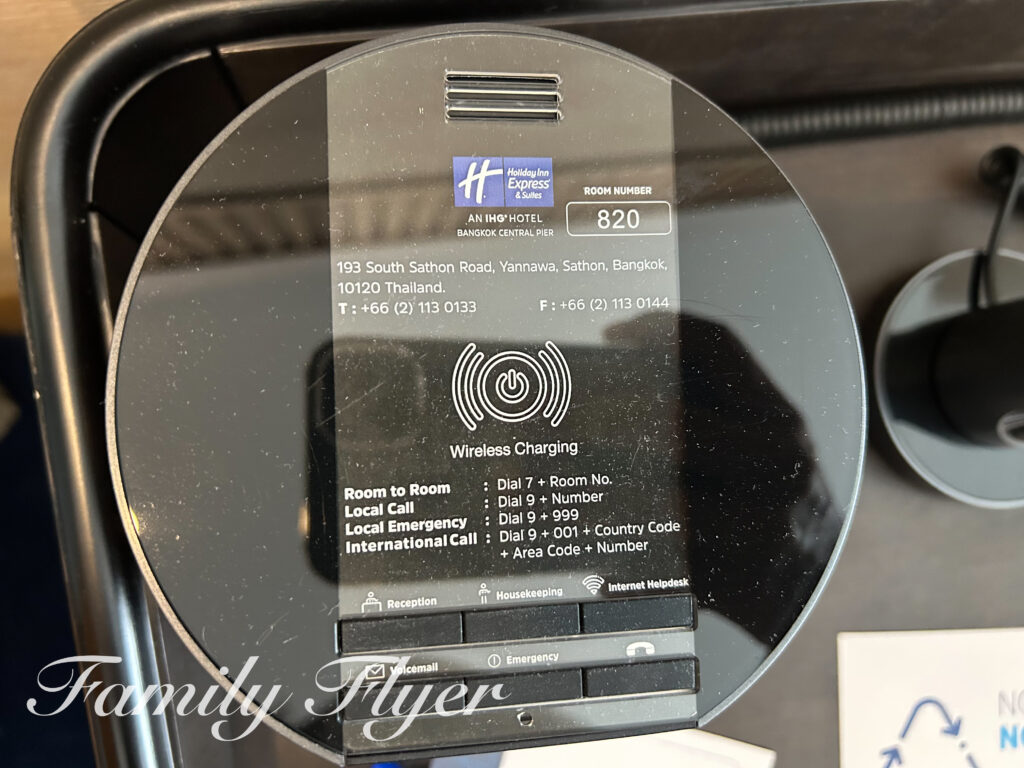 Holiday Inn
Express
& Suites
AN IHG® HOTEL
BANGKOK CENTRAL PIER
ROOM NUMBER
820
193 South Sathon Road, Yannawa, Sathon, Bangkok,
10120 Thailand.
T : +66 (2) 113 0133 F : +66 (2) 113 0144
Wireless Charging
Room to Room : Dial 7 + Room No.
Local Call : Dial 9 + Number
Local Emergency : Dial 9 + 999
International Call : Dial 9 + 001 + Country Code
+ Area Code + Number
Reception Housekeeping Internet Helpdesk
Voicemail Emergency
Family Flyer